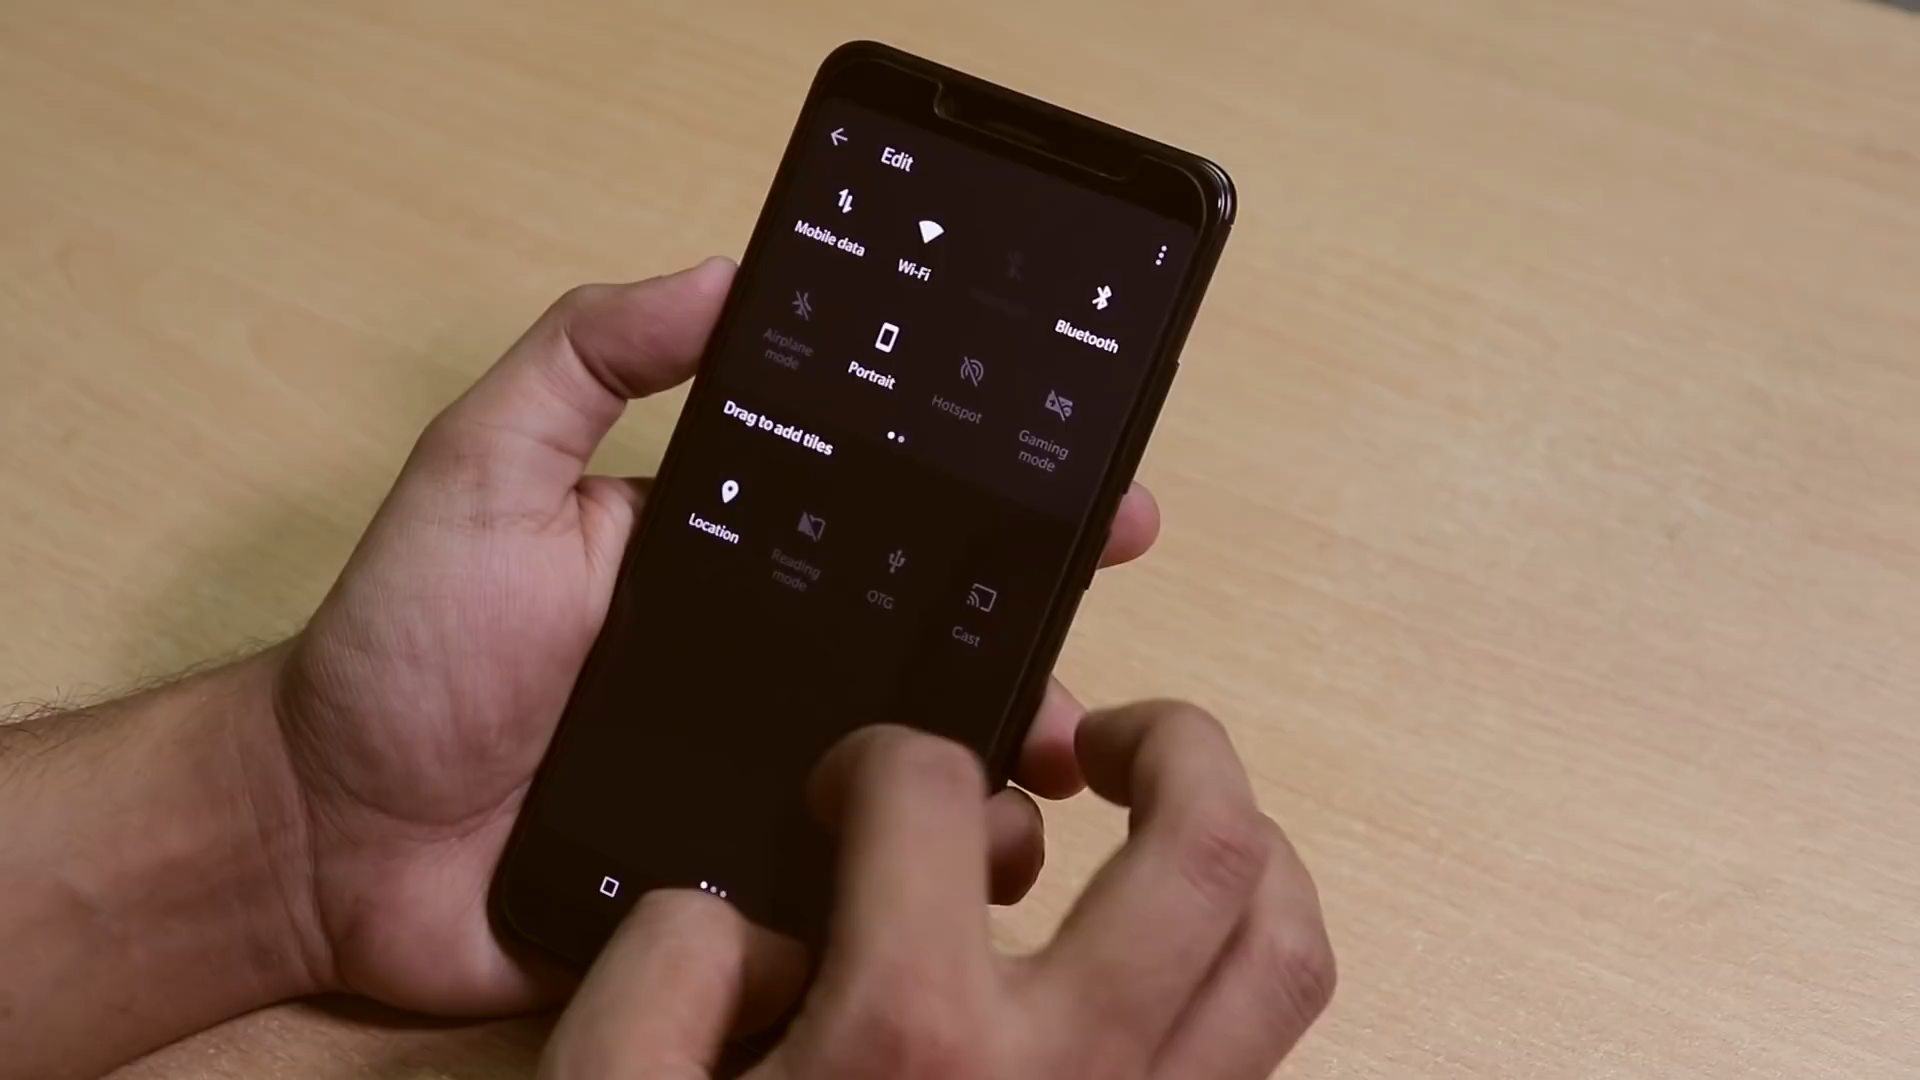 Edit
Mobile data
Wi-Fi
Bluetooth
Airplane
mode
Portrait
Hotspot
Gaming
mode
Drag to add tiles
Location
Reading
mode
OTG
Cast